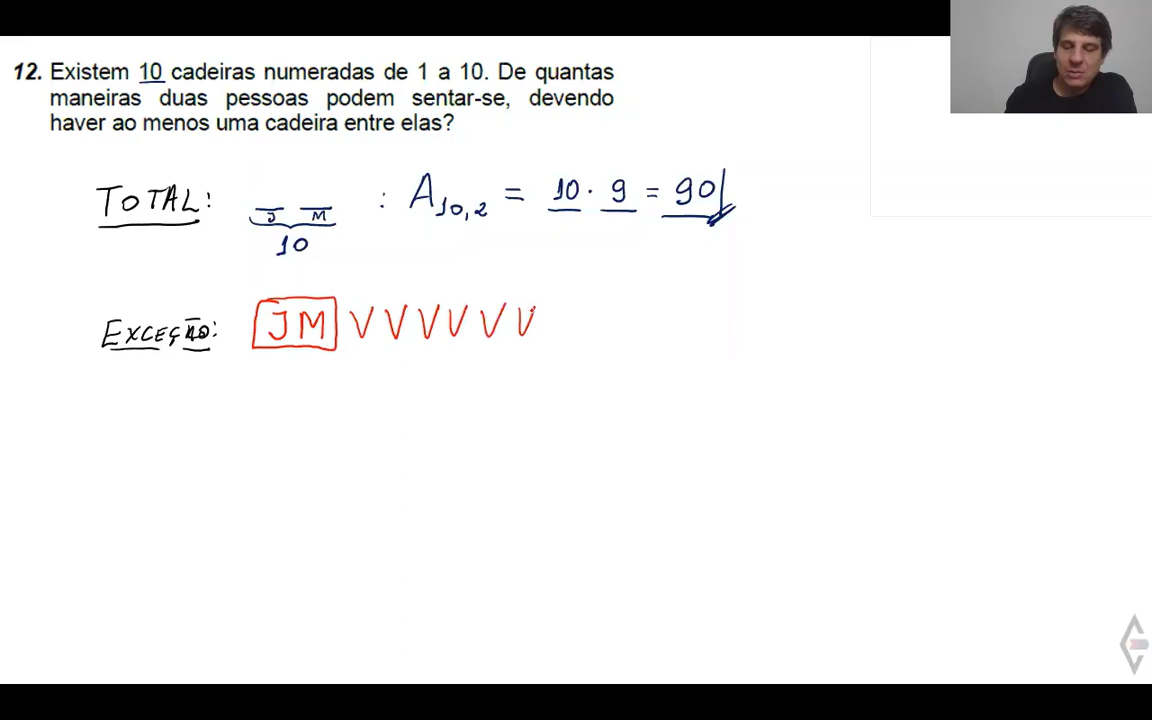 12. Existem 10 cadeiras numeradas de 1 a 10. De quantas
maneiras duas pessoas podem sentar-se, devendo
haver ao menos uma cadeira entre elas?
TOTAL: J M : A10,2 = 10 · 9 = 90
10
EXCEÇÃO: JM V V V V V V